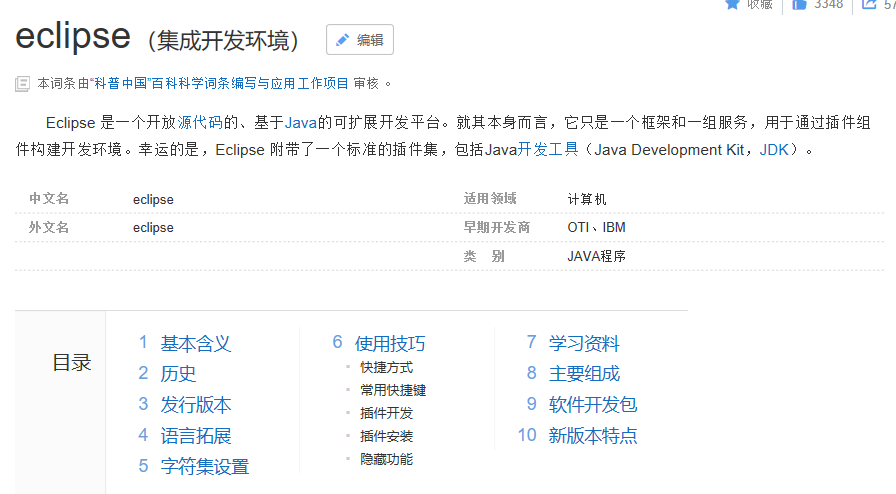 收藏 3348 57
eclipse（集成开发环境） 编辑
本词条由“科普中国”百科科学词条编写与应用工作项目 审核 。
Eclipse 是一个开放源代码的、基于Java的可扩展开发平台。就其本身而言，它只是一个框架和一组服务，用于通过插件组
件构建开发环境。幸运的是，Eclipse 附带了一个标准的插件集，包括Java开发工具（Java Development Kit，JDK）。
中文名 eclipse 适用领域 计算机
外文名 eclipse 早期开发商 OTI、IBM
类 别 JAVA程序
目录
1 基本含义
2 历史
3 发行版本
4 语言拓展
5 字符集设置
6 使用技巧
快捷方式
常用快捷键
插件开发
插件安装
隐藏功能
7 学习资料
8 主要组成
9 软件开发包
10 新版本特点